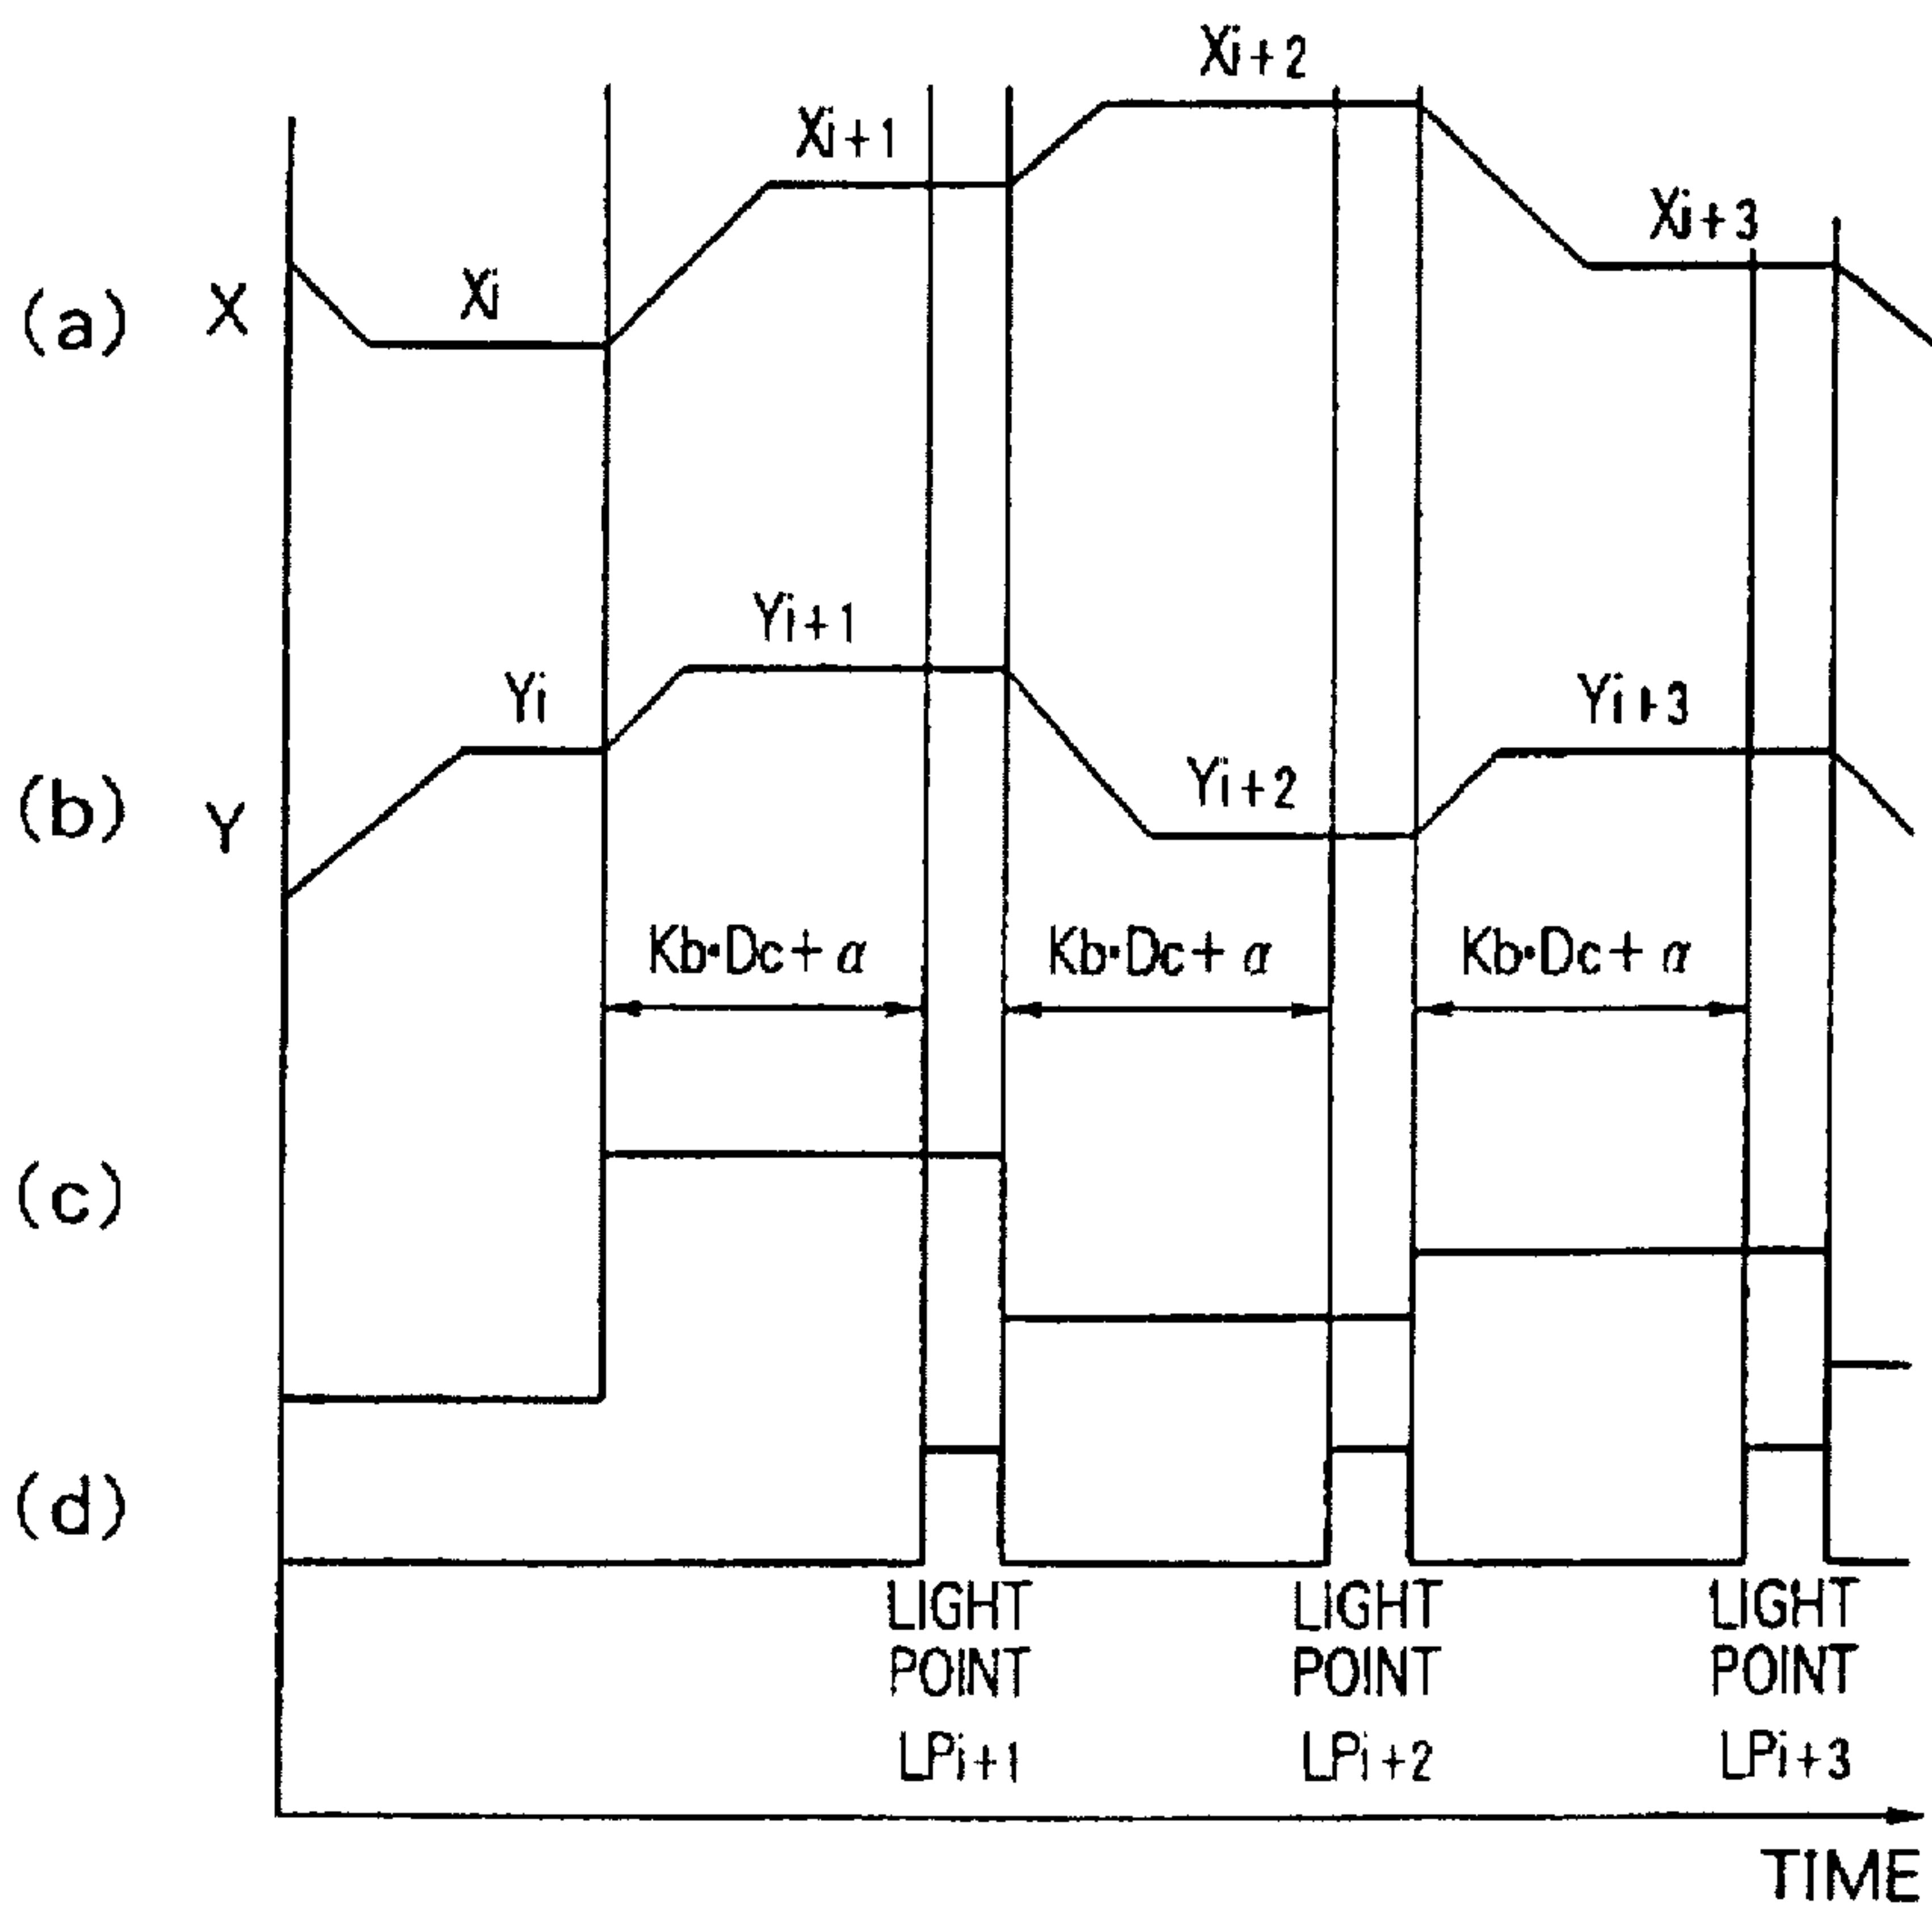 Xi+2
Xi+1
Xi+3
Xi
(a) X
Yi+1
Yi
Yi+3
Yi+2
(b) Y
Kb・Dc+α Kb・Dc+α Kb・Dc+α
(c)
(d)
LIGHT POINT LPi+1
LIGHT POINT LPi+2
LIGHT POINT LPi+3
TIME